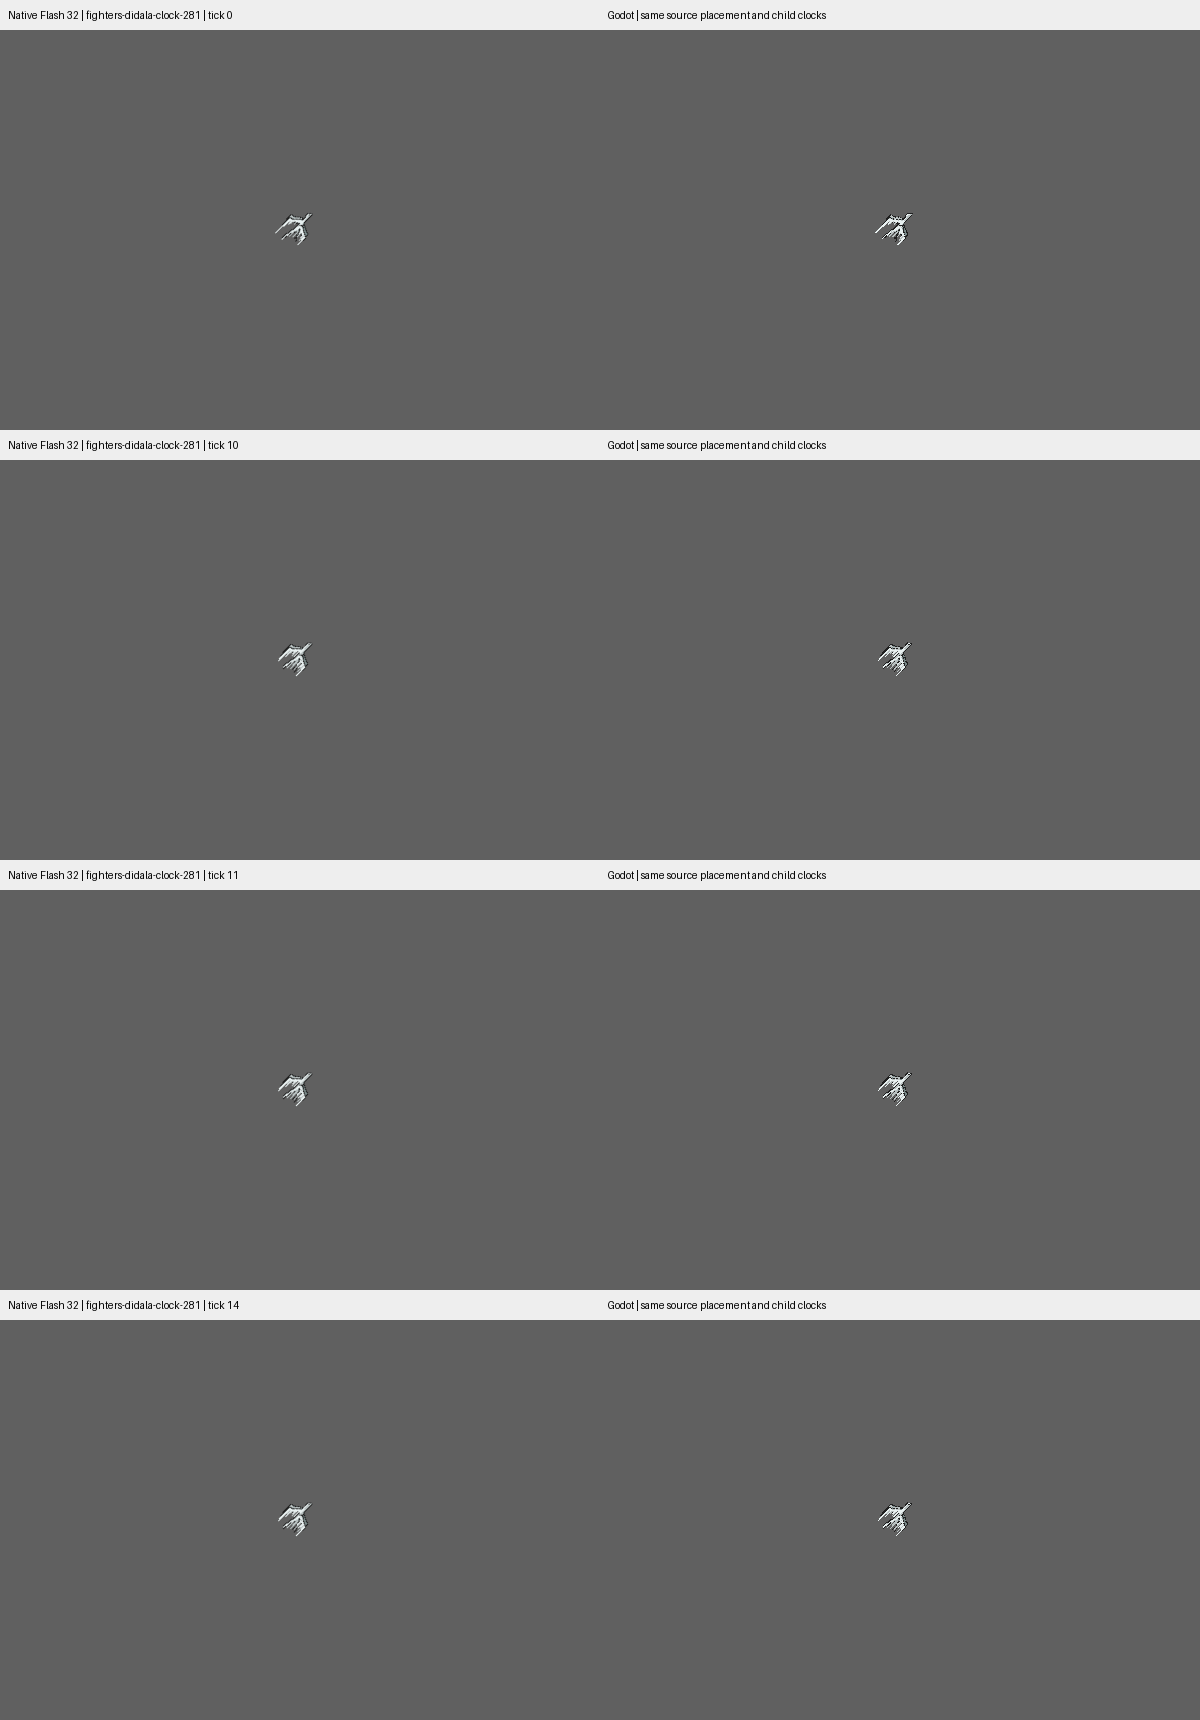 Native Flash 32 | fighters-didala-clock-281 | tick 0
Godot | same source placement and child clocks
Native Flash 32 | fighters-didala-clock-281 | tick 10
Godot | same source placement and child clocks
Native Flash 32 | fighters-didala-clock-281 | tick 11
Godot | same source placement and child clocks
Native Flash 32 | fighters-didala-clock-281 | tick 14
Godot | same source placement and child clocks